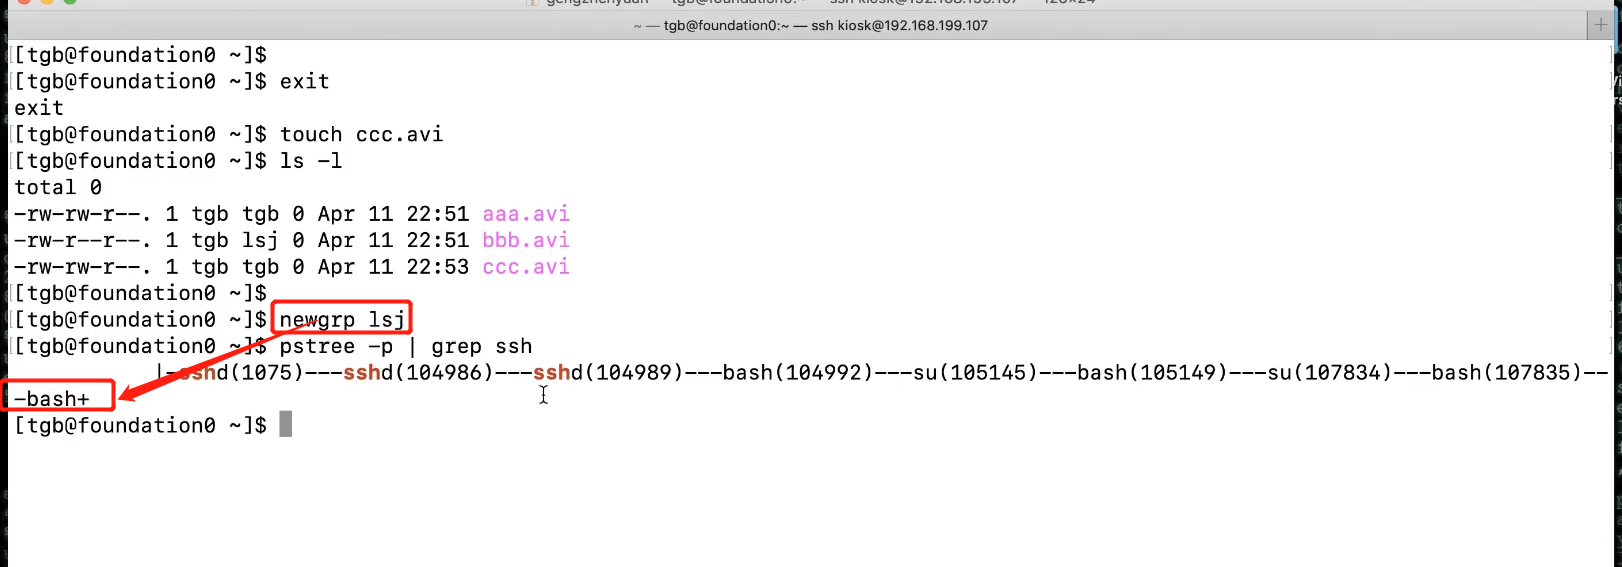 ~ — tgb@foundation0:~ — ssh kiosk@192.168.199.107
[tgb@foundation0 ~]$
[tgb@foundation0 ~]$ exit
exit
[tgb@foundation0 ~]$ touch ccc.avi
[tgb@foundation0 ~]$ ls -l
total 0
-rw-rw-r--. 1 tgb tgb 0 Apr 11 22:51 aaa.avi
-rw-r--r--. 1 tgb lsj 0 Apr 11 22:51 bbb.avi
-rw-rw-r--. 1 tgb tgb 0 Apr 11 22:53 ccc.avi
[tgb@foundation0 ~]$
[tgb@foundation0 ~]$ newgrp lsj
[tgb@foundation0 ~]$ pstree -p | grep ssh
|-sshd(1075)---sshd(104986)---sshd(104989)---bash(104992)---su(105145)---bash(105149)---su(107834)---bash(107835)--
-bash+
[tgb@foundation0 ~]$